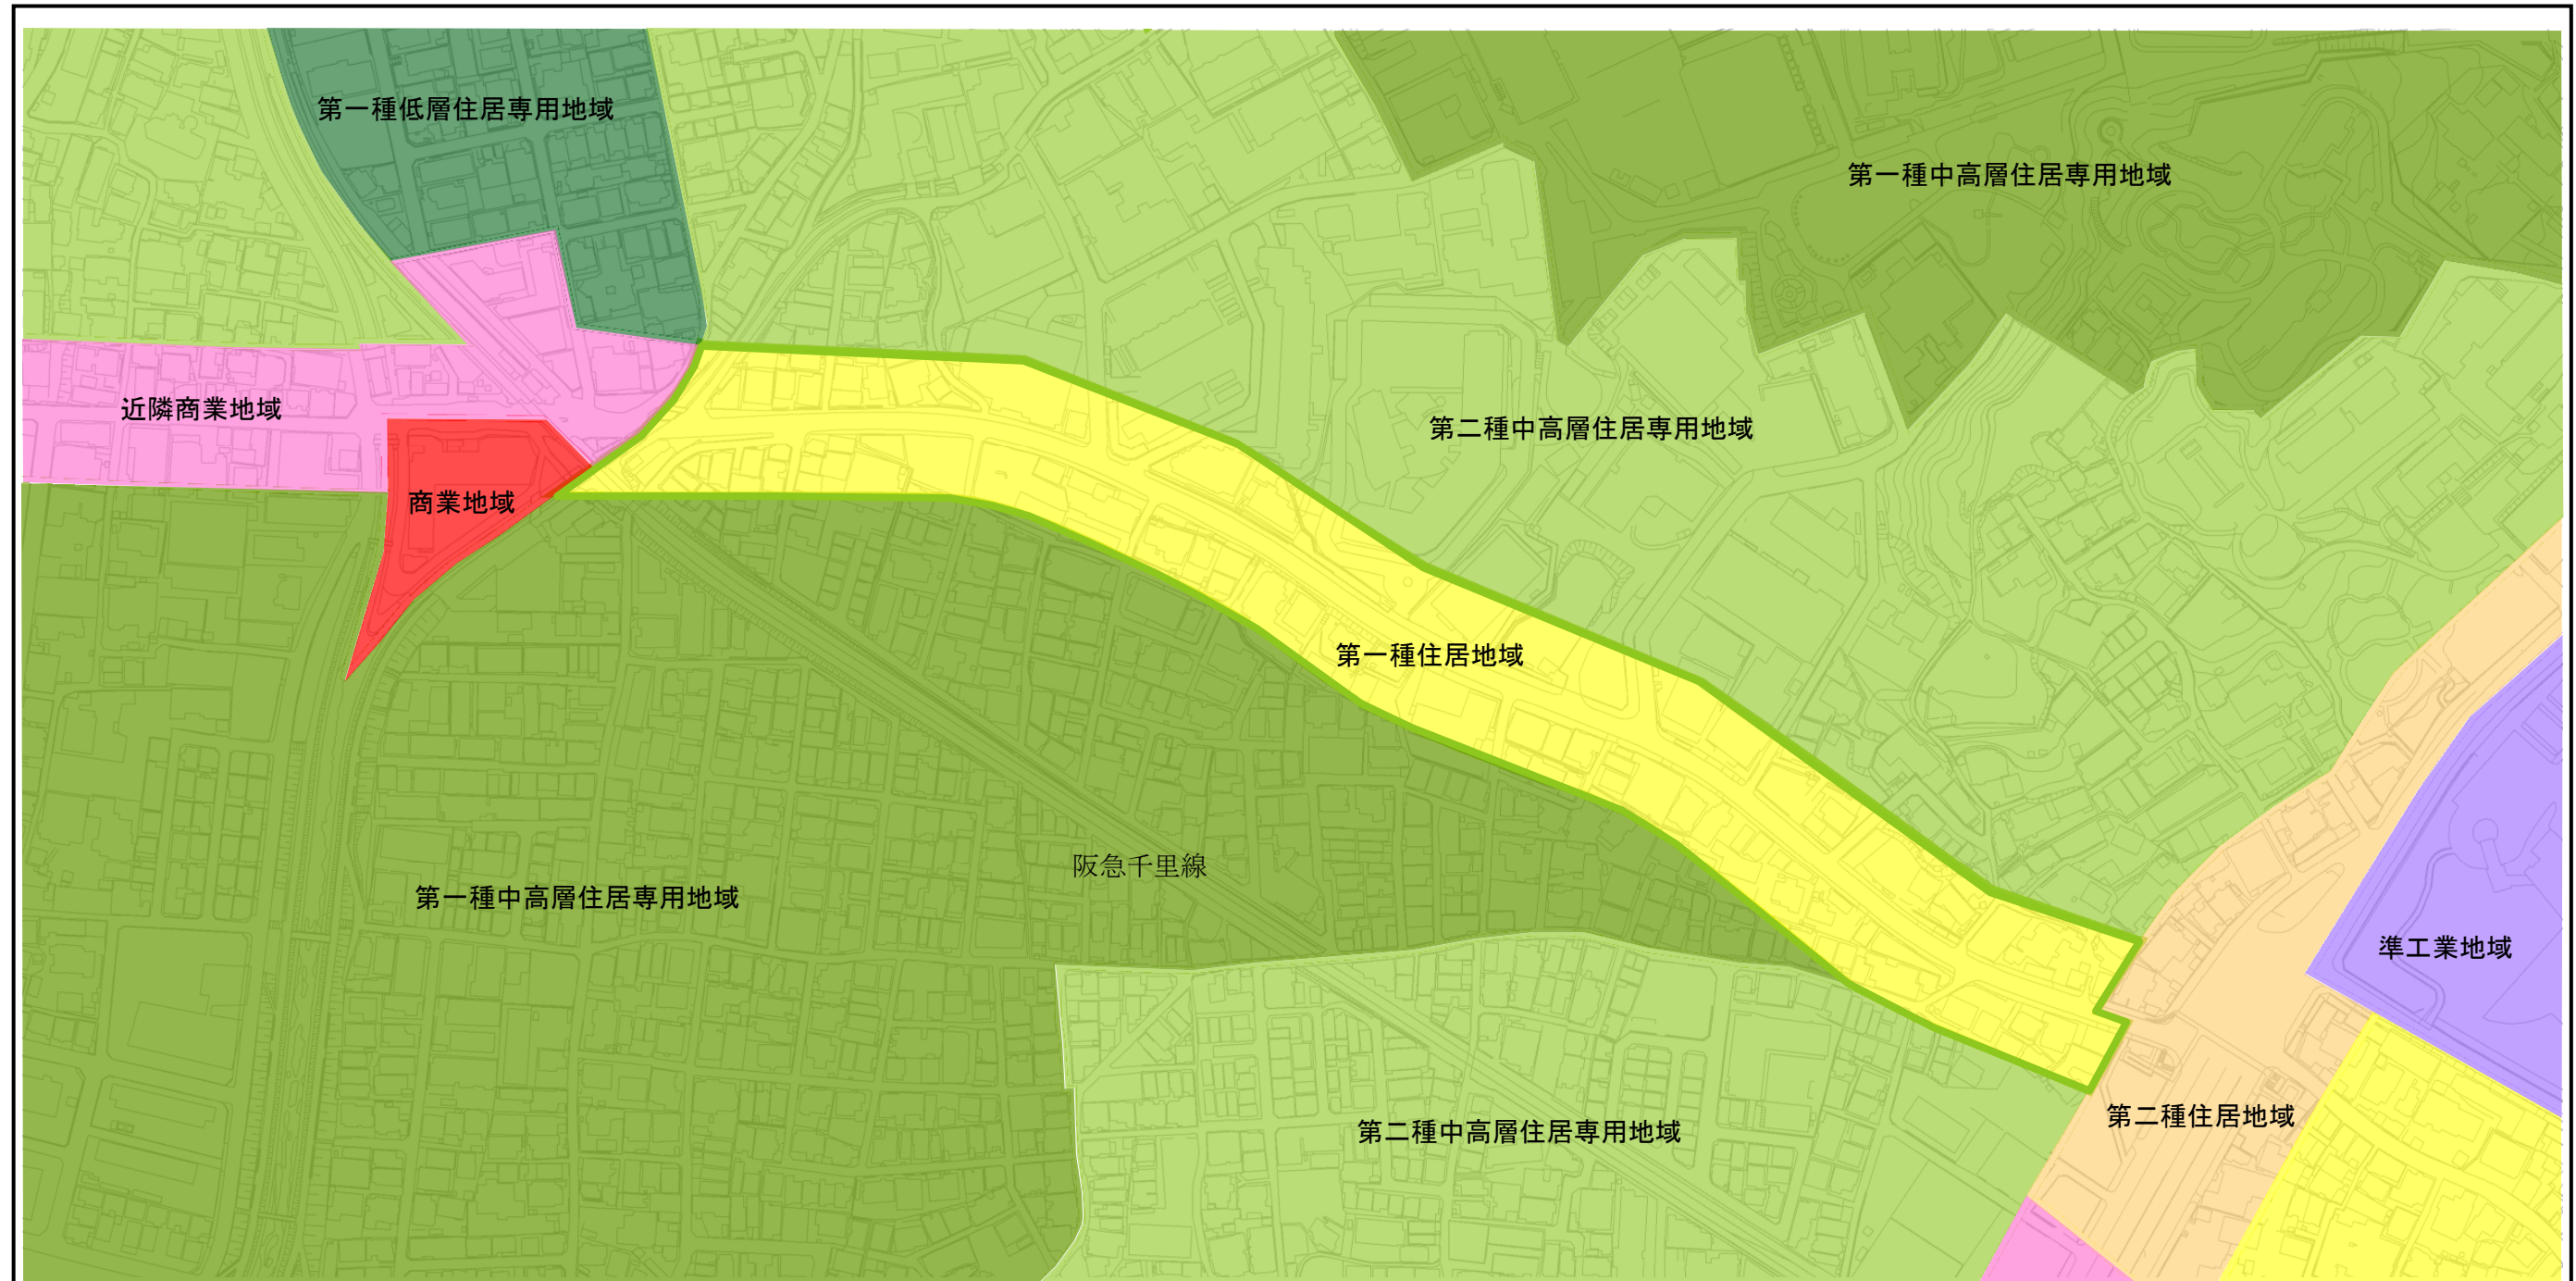 第一種低層住居専用地域
第一種中高層住居専用地域
近隣商業地域
第二種中高層住居専用地域
商業地域
第一種住居地域
阪急千里線
第一種中高層住居専用地域
準工業地域
第二種住居地域
第二種中高層住居専用地域